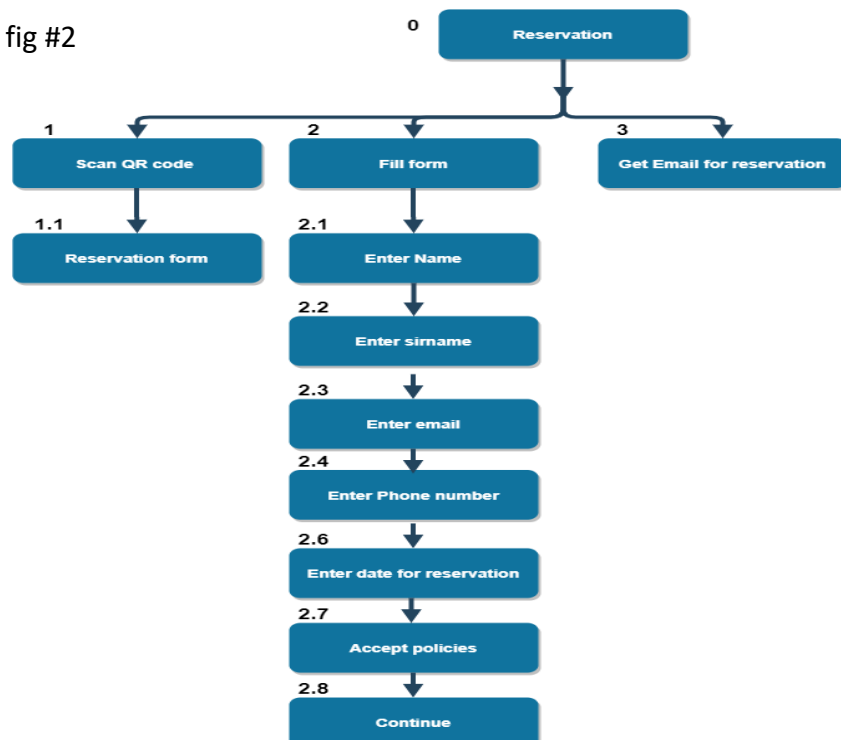 fig #2
0
Reservation
1
Scan QR code
2
Fill form
3
Get Email for reservation
1.1
Reservation form
2.1
Enter Name
2.2
Enter sirname
2.3
Enter email
2.4
Enter Phone number
2.6
Enter date for reservation
2.7
Accept policies
2.8
Continue